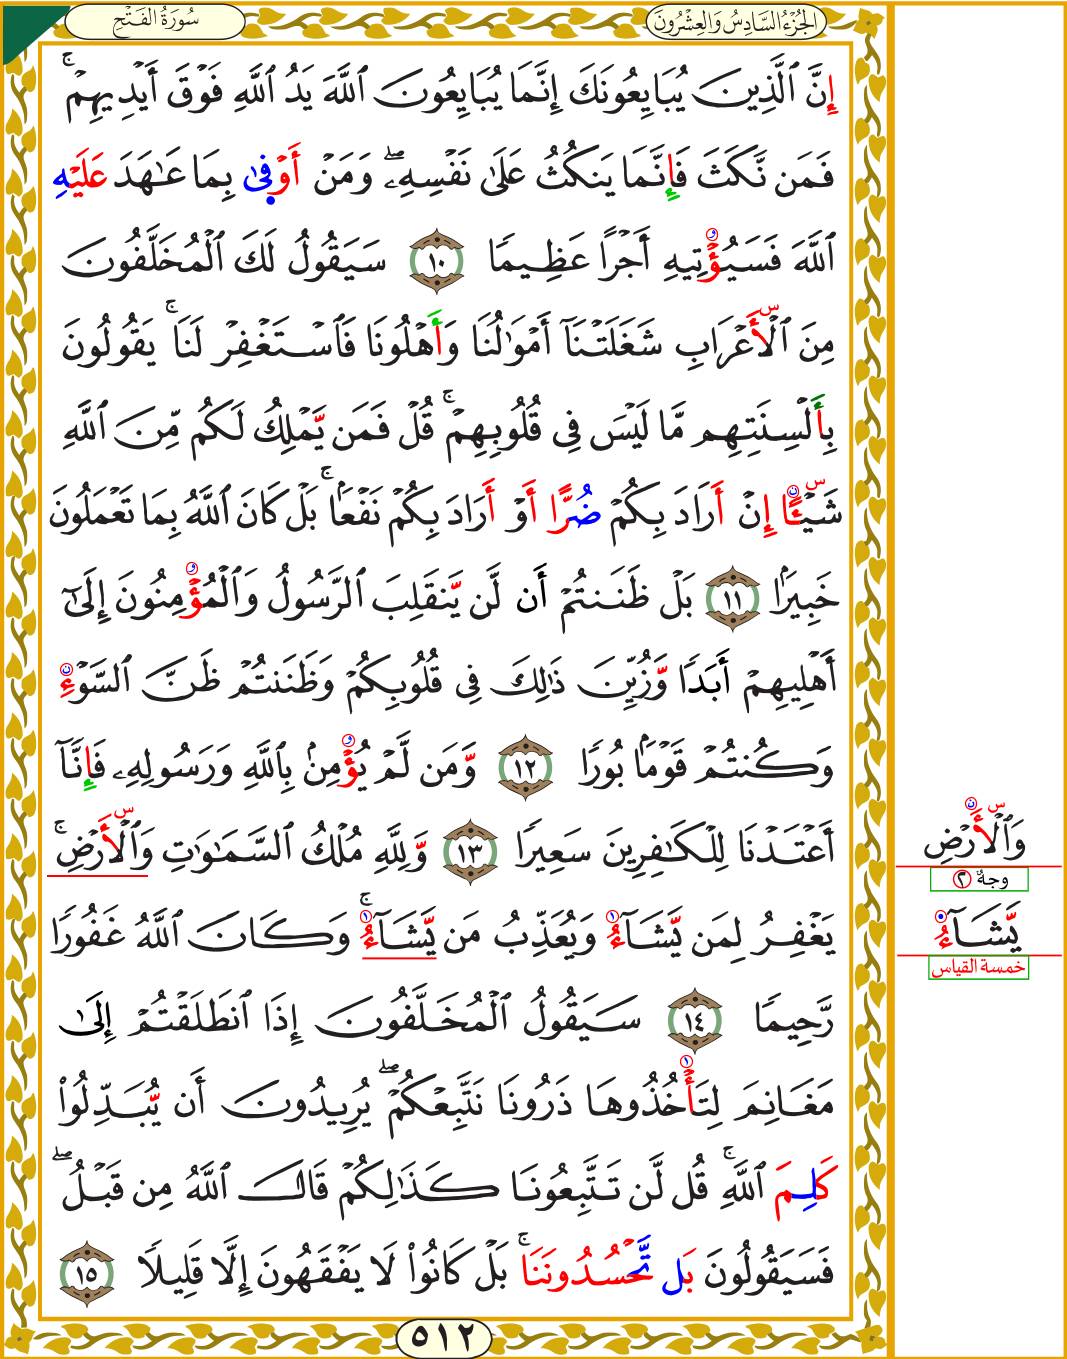 سُورَةُ الفَتْحِ
الجُزْءُ السَّادِسُ وَالعِشْرُونَ
إِنَّ ٱلَّذِينَ يُبَايِعُونَكَ إِنَّمَا يُبَايِعُونَ ٱللَّهَ يَدُ ٱللَّهِ فَوْقَ أَيْدِيهِمْۚ
فَمَن نَّكَثَ فَإِنَّمَا يَنكُثُ عَلَىٰ نَفْسِهِۦۖ وَمَنْ أَوْفَىٰ بِمَا عَٰهَدَ عَلَيْهِ
ٱللَّهَ فَسَيُؤْتِيهِ أَجْرًا عَظِيمًا ١٠ سَيَقُولُ لَكَ ٱلْمُخَلَّفُونَ
مِنَ ٱلْأَعْرَابِ شَغَلَتْنَآ أَمْوَٰلُنَا وَأَهْلُونَا فَٱسْتَغْفِرْ لَنَاۚ يَقُولُونَ
بِأَلْسِنَتِهِم مَّا لَيْسَ فِي قُلُوبِهِمْۚ قُلْ فَمَن يَّمْلِكُ لَكُم مِّنَ ٱللَّهِ
شَيْـًٔا إِنْ أَرَادَ بِكُمْ ضُرًّا أَوْ أَرَادَ بِكُمْ نَفْعًۢاۚ بَلْ كَانَ ٱللَّهُ بِمَا تَعْمَلُونَ
خَبِيرًۢا ١١ بَلْ ظَنَنتُمْ أَن لَّن يَّنقَلِبَ ٱلرَّسُولُ وَٱلْمُؤْمِنُونَ إِلَىٰٓ
أَهْلِيهِمْ أَبَدًا وَّزُيِّنَ ذَٰلِكَ فِي قُلُوبِكُمْ وَظَنَنتُمْ ظَنَّ ٱلسَّوْءِ
وَكُنتُمْ قَوْمًۢا بُورًا ١٢ وَّمَن لَّمْ يُؤْمِنۢ بِٱللَّهِ وَرَسُولِهِۦ فَإِنَّآ
أَعْتَدْنَا لِلْكَٰفِرِينَ سَعِيرًا ١٣ وَّلِلَّهِ مُلْكُ ٱلسَّمَٰوَٰتِ وَٱلْأَرْضِۚ
يَغْفِرُ لِمَن يَّشَآءُ وَيُعَذِّبُ مَن يَّشَآءُۚ وَكَانَ ٱللَّهُ غَفُورًا
رَّحِيمًا ١٤ سَيَقُولُ ٱلْمُخَلَّفُونَ إِذَا ٱنطَلَقْتُمْ إِلَىٰ
مَغَانِمَ لِتَأْخُذُوهَا ذَرُونَا نَتَّبِعْكُمْۖ يُرِيدُونَ أَن يُّبَدِّلُوا۟
كَلِمَ ٱللَّهِۚ قُل لَّن تَتَّبِعُونَا كَذَٰلِكُمْ قَالَ ٱللَّهُ مِن قَبْلُۖ
فَسَيَقُولُونَ بَل تَّحْسُدُونَنَاۚ بَلْ كَانُوا۟ لَا يَفْقَهُونَ إِلَّا قَلِيلًا ١٥
وَٱلْأَرْضِ
وجهٌ ٢
يَّشَآءُ
خمسة القياس
٥١٢